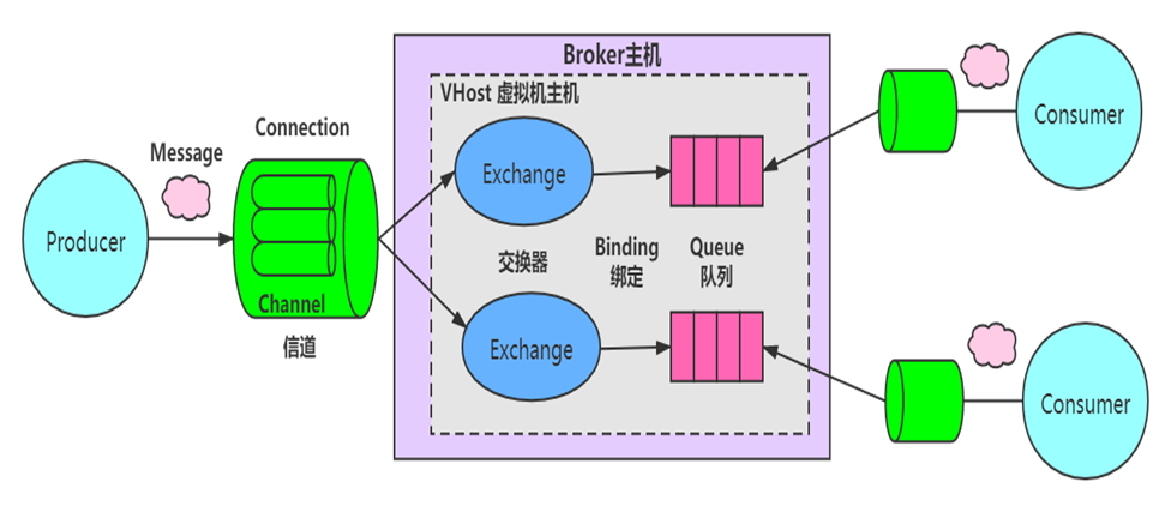 Broker主机
VHost 虚拟机主机
Connection
Message
Producer
Channel
信道
Exchange
交换器
Exchange
Binding
绑定
Queue
队列
Consumer
Consumer